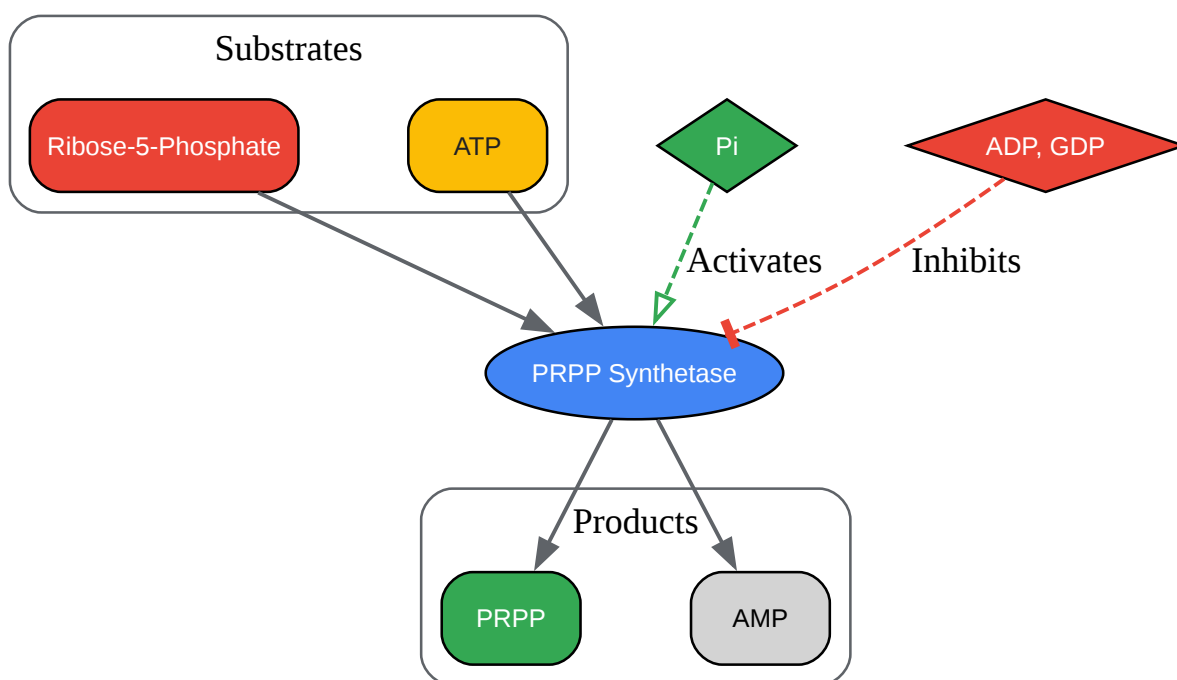 Substrates
Ribose-5-Phosphate
ATP
Pi
ADP, GDP
Activates
Inhibits
PRPP Synthetase
Products
PRPP
AMP